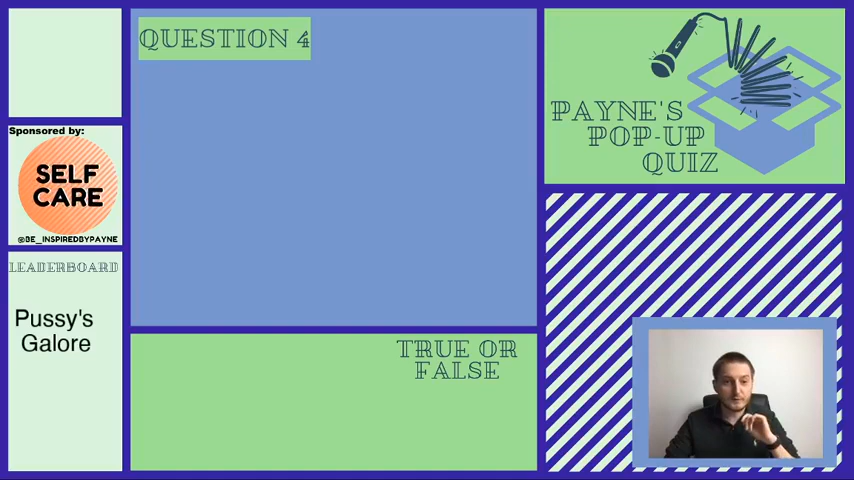 QUESTION 4
PAYNE'S
POP-UP
QUIZ
Sponsored by:
SELF
CARE
@BE_INSPIREDBYPAYNE
LEADERBOARD
Pussy's
Galore
TRUE OR
FALSE